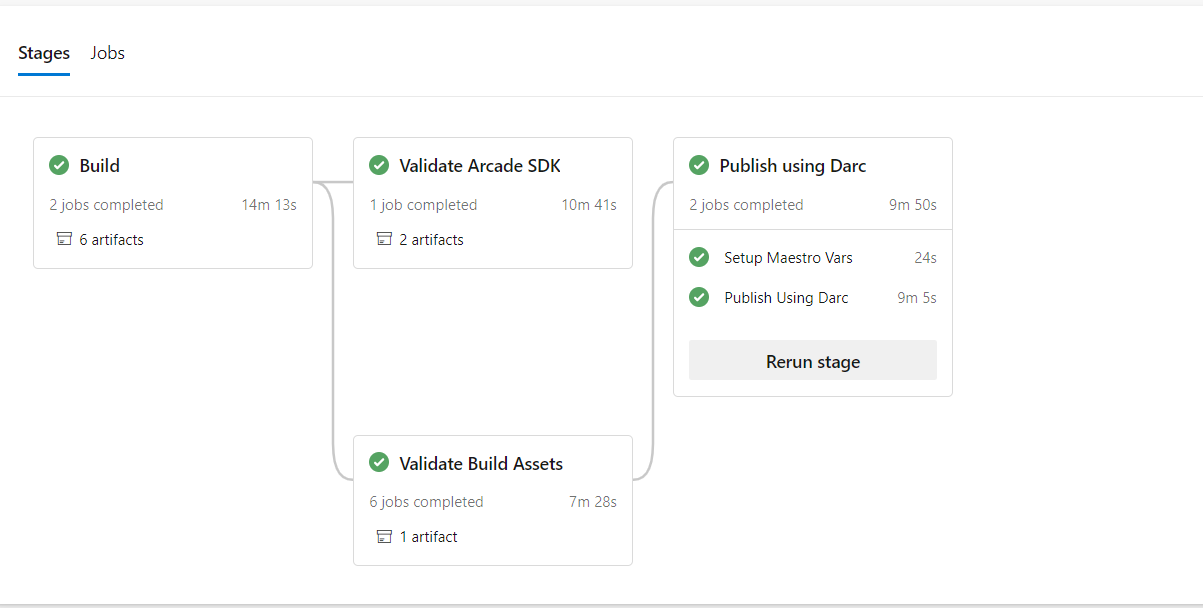 Stages Jobs
Build
2 jobs completed 14m 13s
6 artifacts
Validate Arcade SDK
1 job completed 10m 41s
2 artifacts
Publish using Darc
2 jobs completed 9m 50s
Setup Maestro Vars 24s
Publish Using Darc 9m 5s
Rerun stage
Validate Build Assets
6 jobs completed 7m 28s
1 artifact